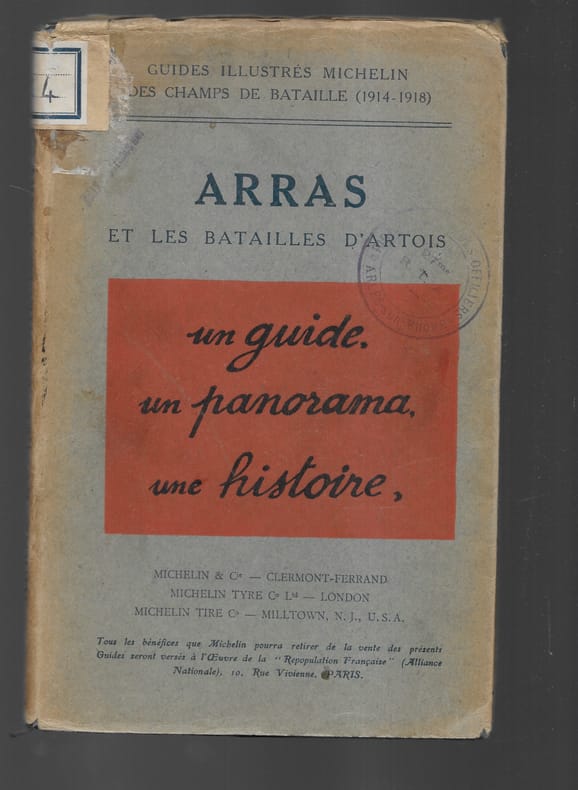 4
GUIDES ILLUSTRÉS MICHELIN
DES CHAMPS DE BATAILLE (1914-1918)
ARRAS
ET LES BATAILLES D'ARTOIS
OFFICIERS
R.
un guide.
un panorama.
une histoire.
MICHELIN & Cie — CLERMONT-FERRAND
MICHELIN TYRE Co Ltd — LONDON
MICHELIN TIRE Co — MILLTOWN, N. J., U. S. A.
Tous les bénéfices que Michelin pourra retirer de la vente des présents
Guides seront versés à l'Œuvre de la "Repopulation Française" (Alliance
Nationale), 10, Rue Vivienne, PARIS.